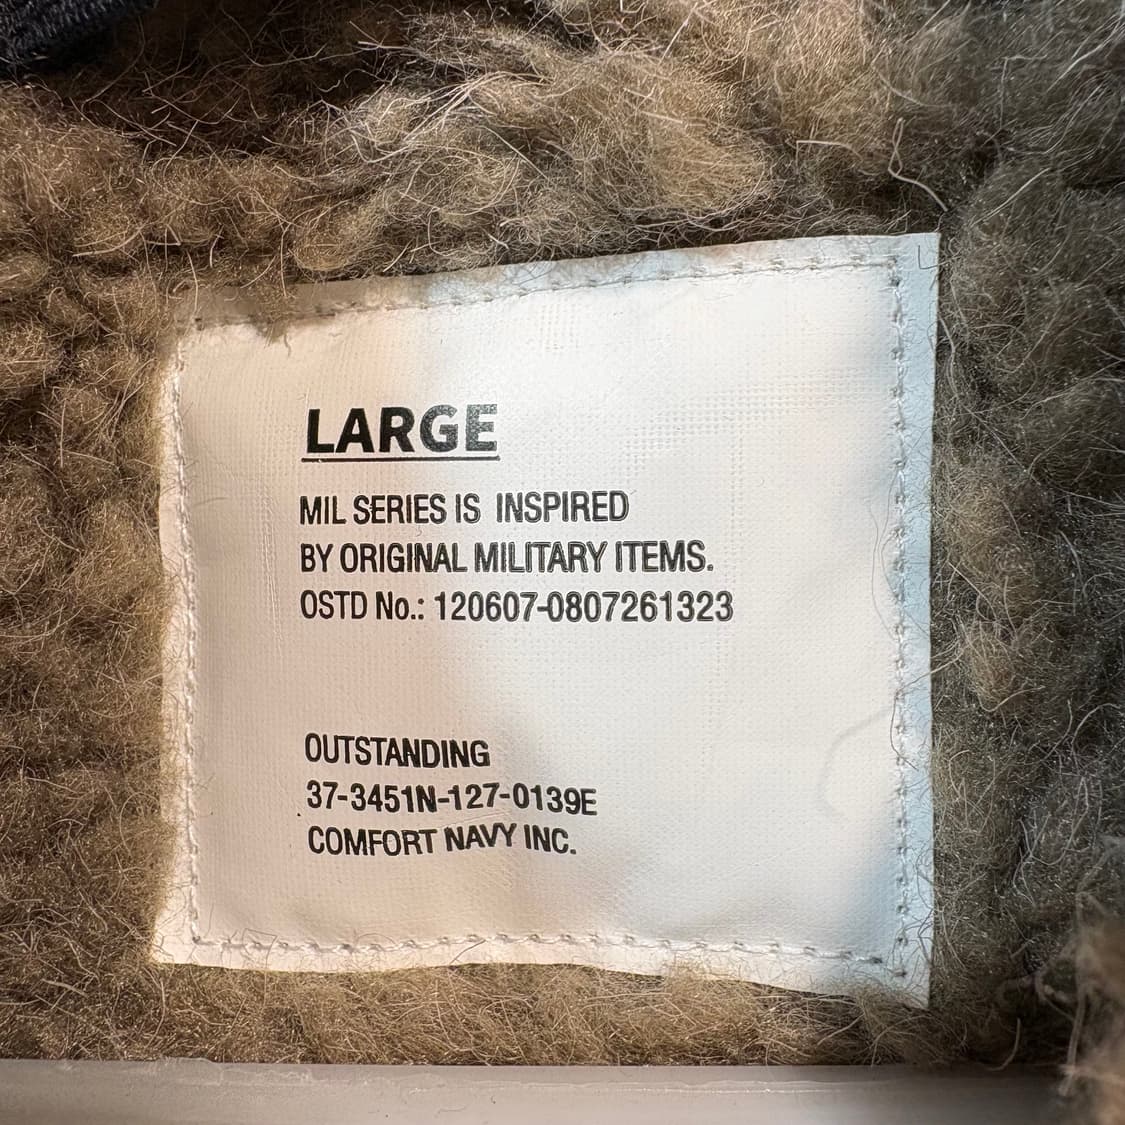 LARGE
MIL SERIES IS INSPIRED
BY ORIGINAL MILITARY ITEMS.
OSTD No.: 120607-0807261323
OUTSTANDING
37-3451N-127-0139E
COMFORT NAVY INC.